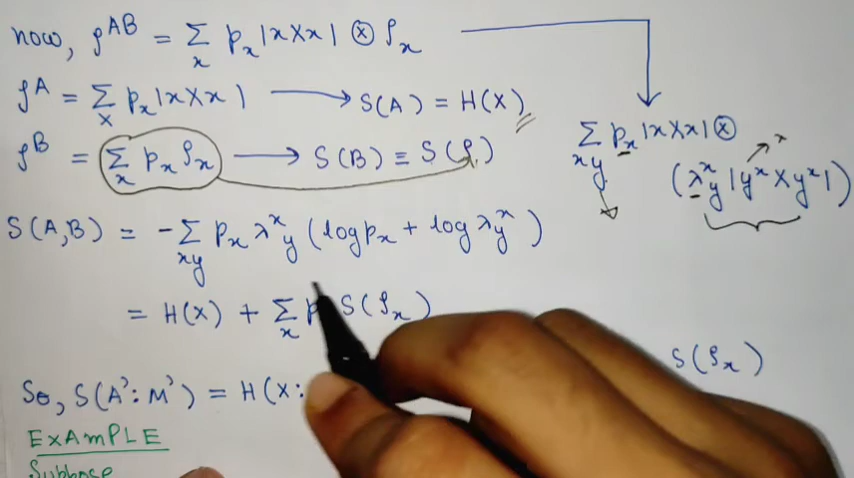 now, ρ^AB = Σ_x p_x |x⟩⟨x| ⊗ ρ_x
ρ^A = Σ_x p_x |x⟩⟨x| ⟶ S(A) = H(X)
ρ^B = Σ_x p_x ρ_x ⟶ S(B) ≡ S(ρ)
Σ_xy p_x |x⟩⟨x| ⊗
(λ^x_y |y^x⟩⟨y^x|)
S(A,B) = -Σ_xy p_x λ^x_y (log p_x + log λ^x_y)
= H(X) + Σ_x p S(ρ_x)
S(ρ_x)
So, S(A':M') = H(X:
EXAMPLE
Suppose